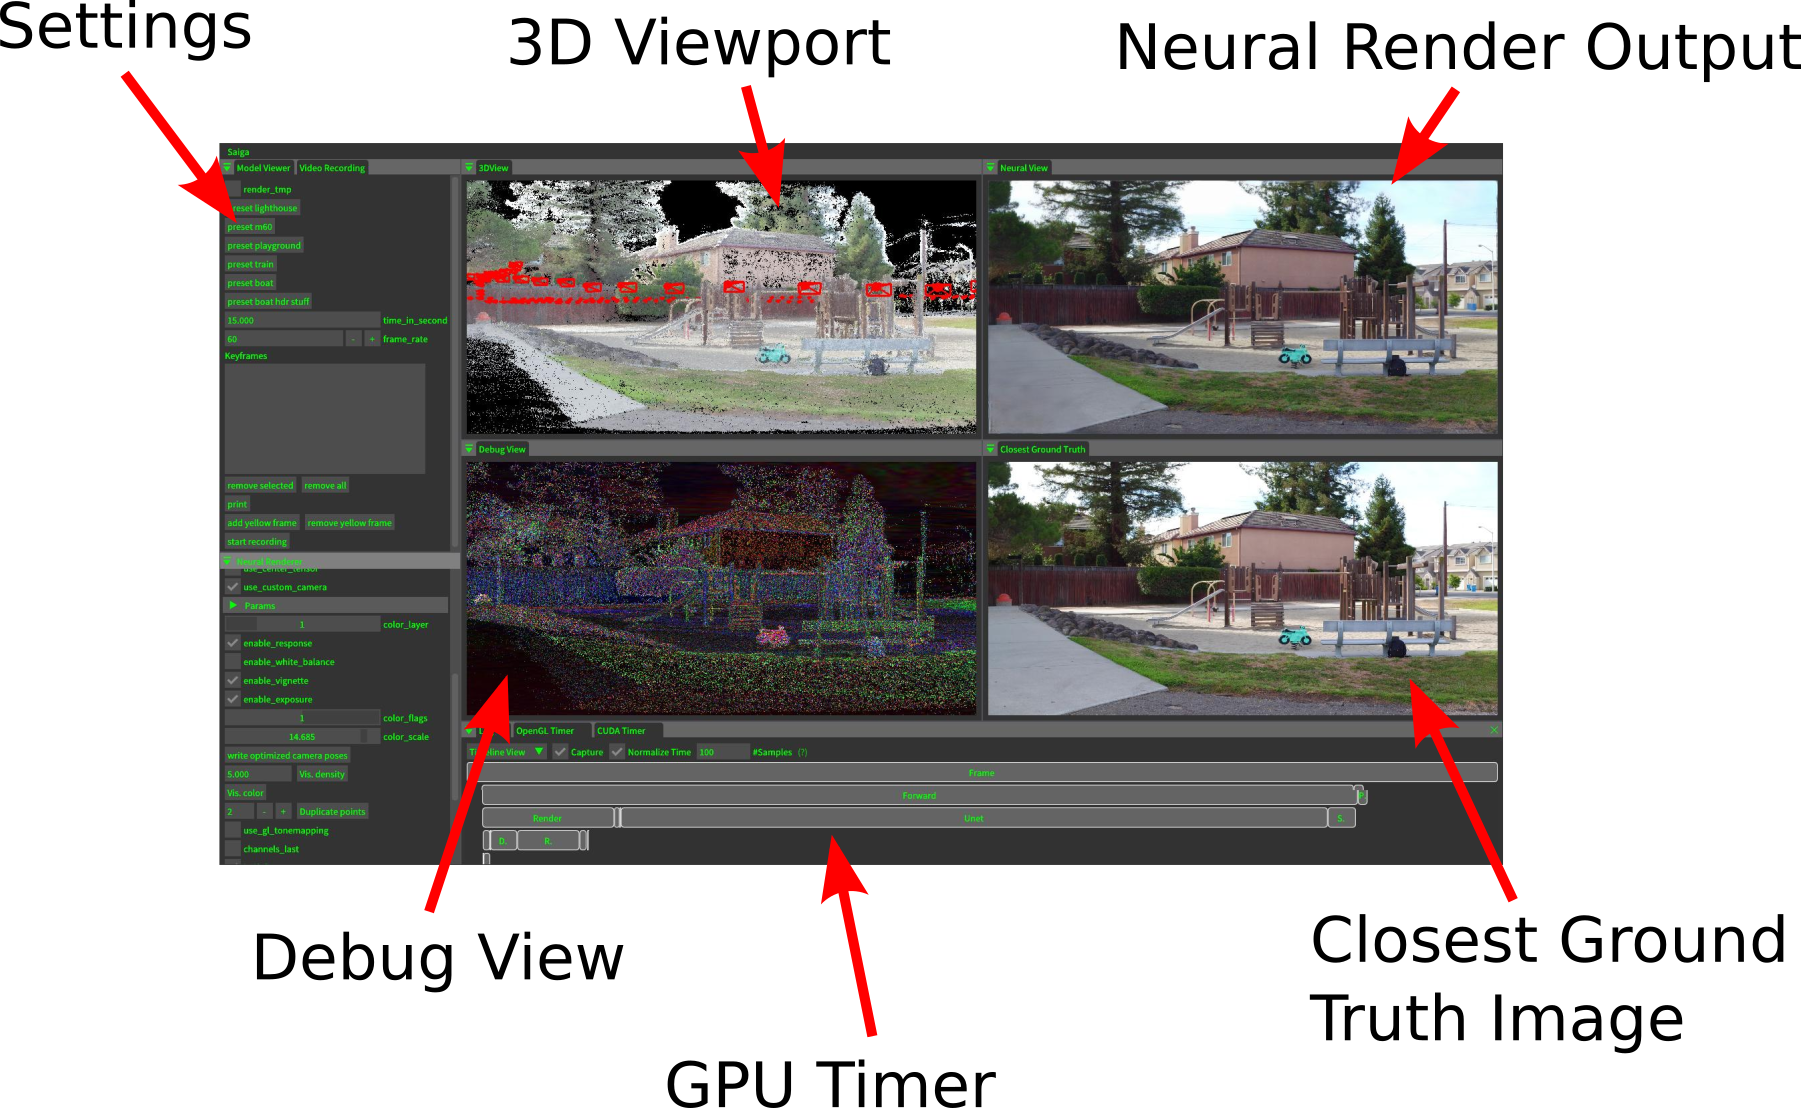 Settings
3D Viewport
Neural Render Output
Saiga
Model Viewer
Video Recording
render_tmp
preset m60
preset playground
preset train
preset boat
preset boat hdr stuff
15.000 time_in_second
60 - + frame_rate
Keyframes
remove selected
remove all
print
add yellow frame
remove yellow frame
start recording
Neural Renderer
use_center_tensor
use_custom_camera
Params
1 color_layer
enable_response
enable_white_balance
enable_vignette
enable_exposure
1 color_flags
14.685 color_scale
write optimized camera poses
5.000 Vis. density
Vis. color
2 - + Duplicate points
use_gl_tonemapping
channels_last
3DView
Neural View
Debug View
Closest Ground Truth
OpenGL Timer
CUDA Timer
View
Capture
Normalize Time
100
#Samples (?)
Frame
Forward
Render
Unet
S.
D.
R.
Debug View
GPU Timer
Closest Ground
Truth Image